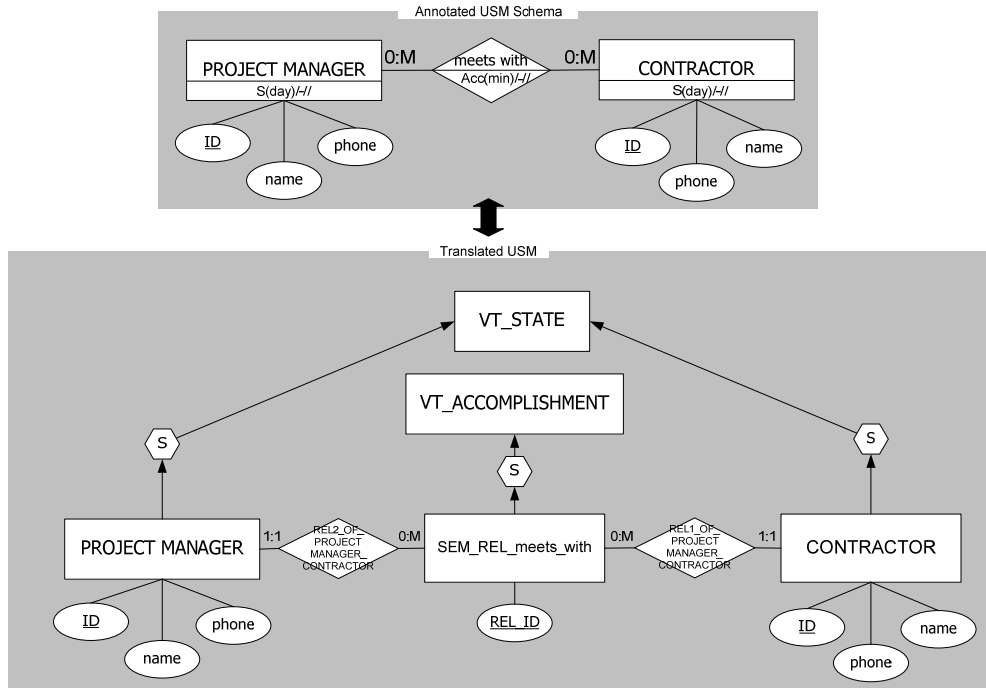 Annotated USM Schema
PROJECT MANAGER
S(day)/-//
0:M
meets with
Acc(min)/-//
0:M
CONTRACTOR
S(day)/-//
ID
name
phone
ID
phone
name
Translated USM
VT_STATE
VT_ACCOMPLISHMENT
S
S
S
PROJECT MANAGER
1:1
REL2_OF_
PROJECT
MANAGER_
CONTRACTOR
0:M
SEM_REL_meets_with
0:M
REL1_OF_
PROJECT
MANAGER_
CONTRACTOR
1:1
CONTRACTOR
ID
name
phone
REL_ID
ID
phone
name